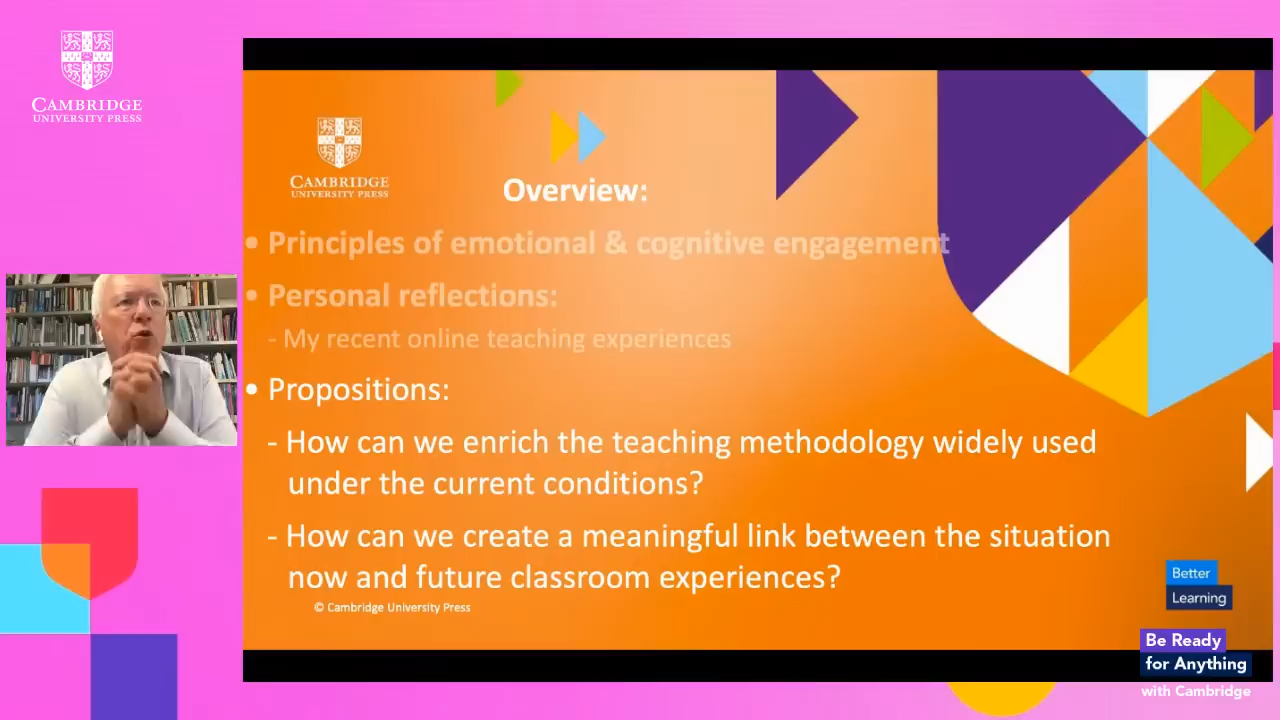 CAMBRIDGE
UNIVERSITY PRESS
CAMBRIDGE
UNIVERSITY PRESS
Overview:
• Principles of emotional & cognitive engagement
• Personal reflections:
- My recent online teaching experiences
• Propositions:
- How can we enrich the teaching methodology widely used
under the current conditions?
- How can we create a meaningful link between the situation
now and future classroom experiences?
© Cambridge University Press
Better
Learning
Be Ready
for Anything
with Cambridge